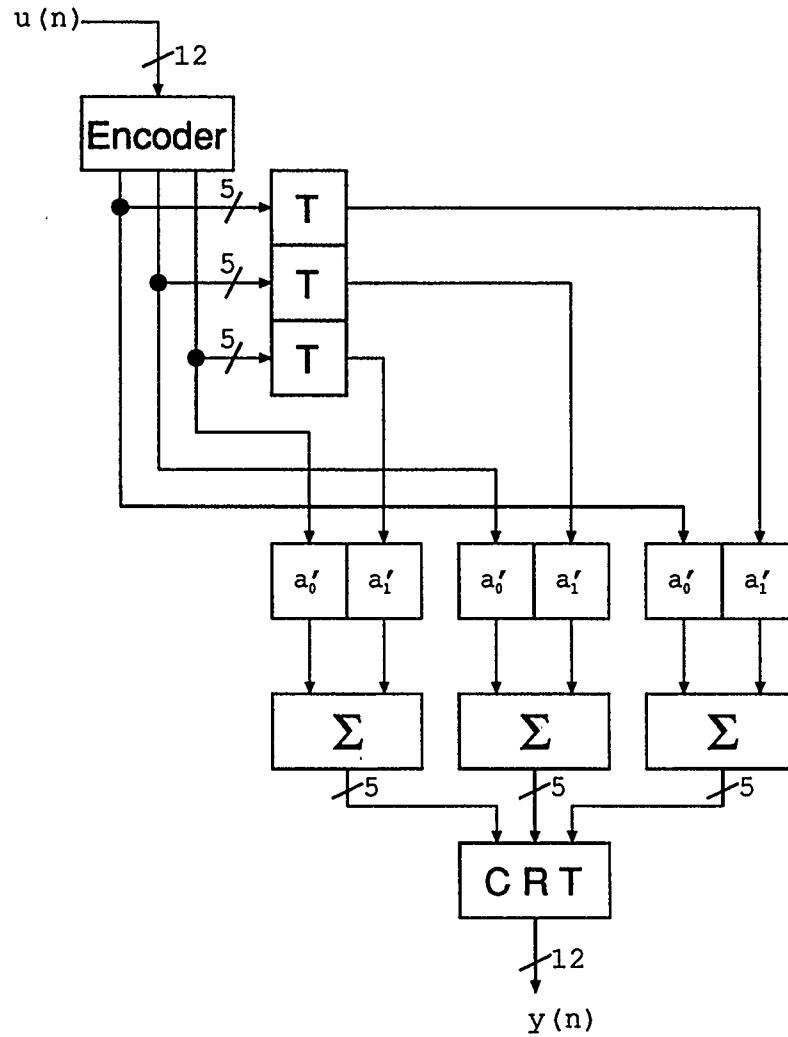 u(n)
12
Encoder
5
T
5
T
5
T
a₀′ a₁′ a₀′ a₁′ a₀′ a₁′
Σ Σ Σ
5 5 5
CRT
12
y(n)